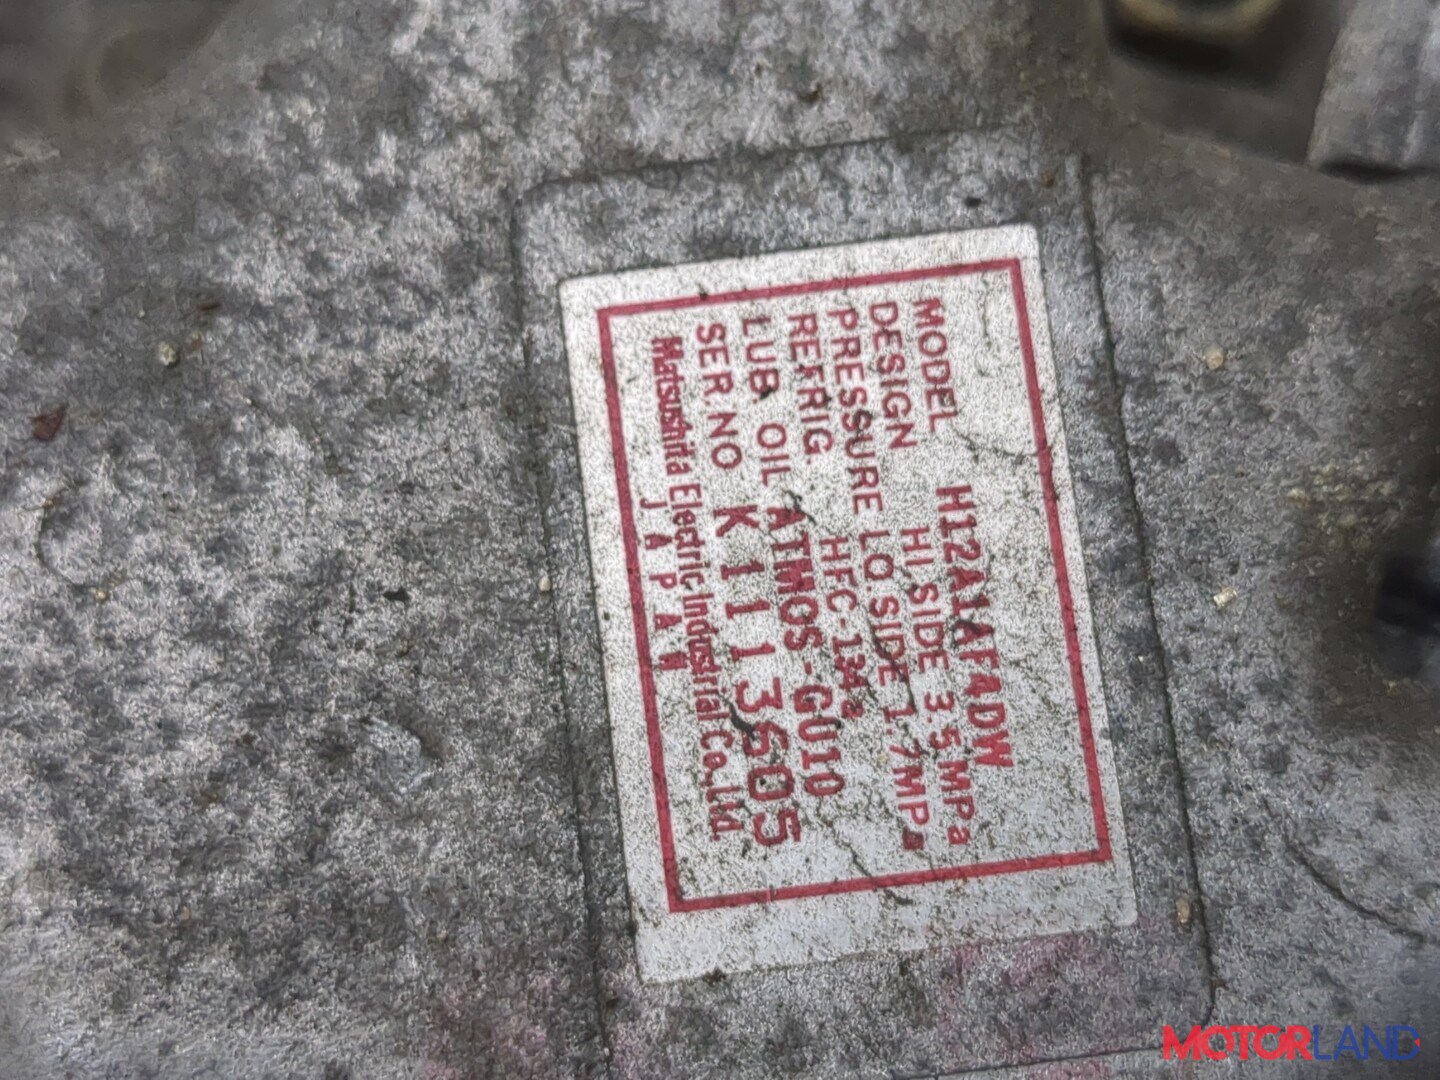 MODEL H12A1AF4DW
DESIGN HI.SIDE 3.5MPa
PRESSURE LO.SIDE 1.7MPa
REFRIG. HFC-134a
LUB. OIL ATMOS-GU10
SER.NO K1113605
Matsushita Electric Industrial Co.,Ltd.
JAPAN
MOTORLAND